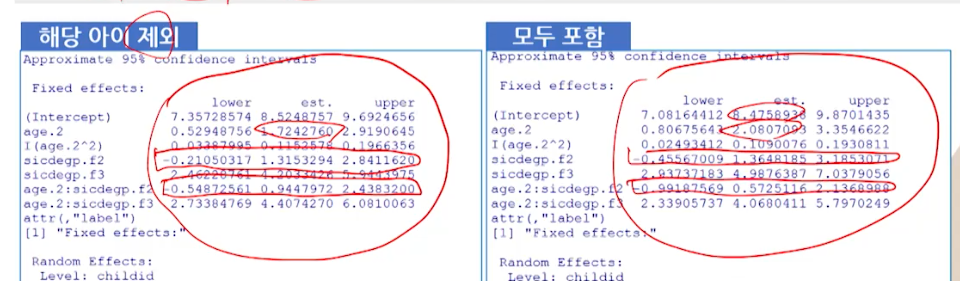 해당 아이 제외
Approximate 95% confidence intervals
Fixed effects:
lower est. upper
(Intercept) 7.35728574 8.5248757 9.6924656
age.2 0.52948756 1.7242760 2.9190645
I(age.2^2) 0.03387995 0.1152578 0.1966356
sicdegp.f2 -0.21050317 1.3153294 2.8411620
sicdegp.f3 2.46220761 4.2033426 5.9443975
age.2:sicdegp.f2 -0.54872561 0.9447972 2.4383200
age.2:sicdegp.f3 2.73384769 4.4074270 6.0810063
attr(,"label")
[1] "Fixed effects:"
Random Effects:
Level: childid
모두 포함
Approximate 95% confidence intervals
Fixed effects:
lower est. upper
(Intercept) 7.08164412 8.4758938 9.8701435
age.2 0.80675643 2.0807093 3.3546622
I(age.2^2) 0.02493412 0.1090076 0.1930811
sicdegp.f2 -0.45567009 1.3648185 3.1853071
sicdegp.f3 2.93737183 4.9876387 7.0379056
age.2:sicdegp.f2 -0.99187569 0.5725116 2.1368988
age.2:sicdegp.f3 2.33905737 4.0680411 5.7970249
attr(,"label")
[1] "Fixed effects:"
Random Effects:
Level: childid